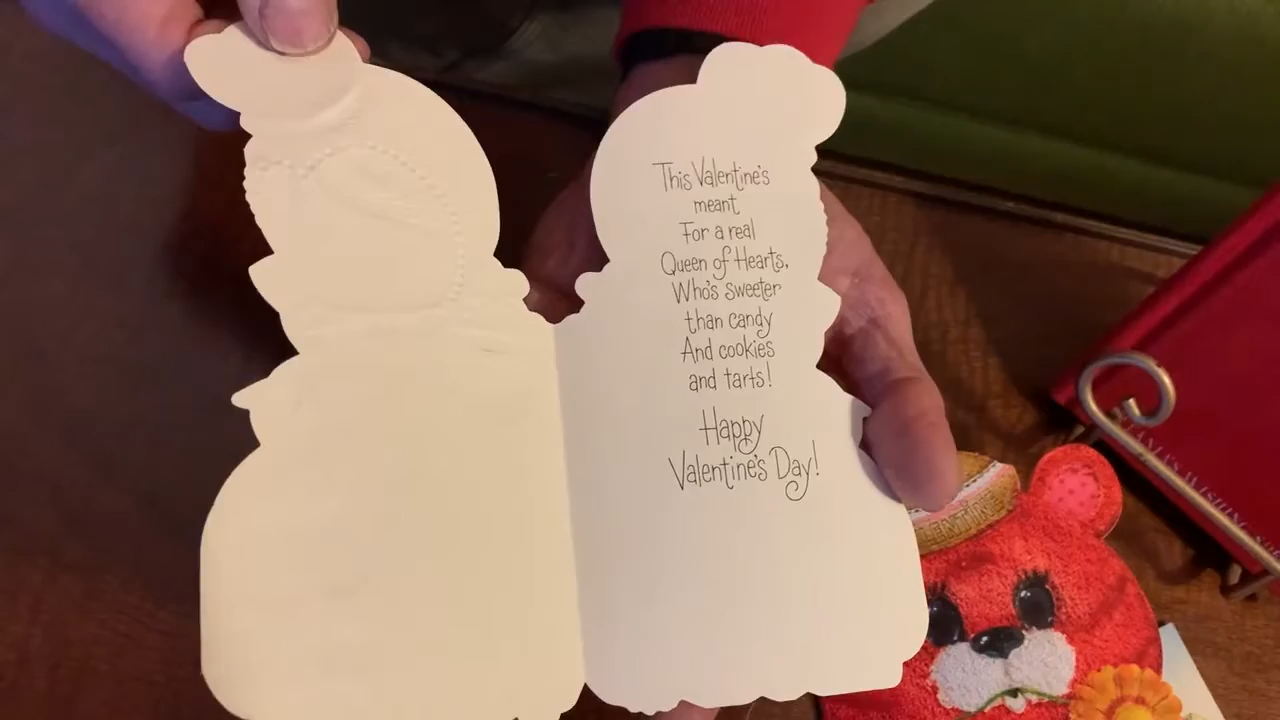 This Valentine's
meant
For a real
Queen of Hearts,
Who's sweeter
than candy
And cookies
and tarts!
Happy
Valentine's Day!